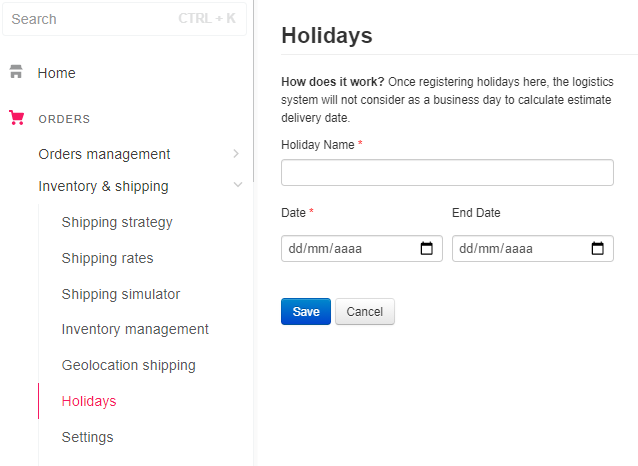 Search CTRL + K
Home
ORDERS
Orders management
Inventory & shipping
Shipping strategy
Shipping rates
Shipping simulator
Inventory management
Geolocation shipping
Holidays
Settings
Holidays
How does it work? Once registering holidays here, the logistics
system will not consider as a business day to calculate estimate
delivery date.
Holiday Name *
Date * End Date
dd/mm/aaaa dd/mm/aaaa
Save Cancel